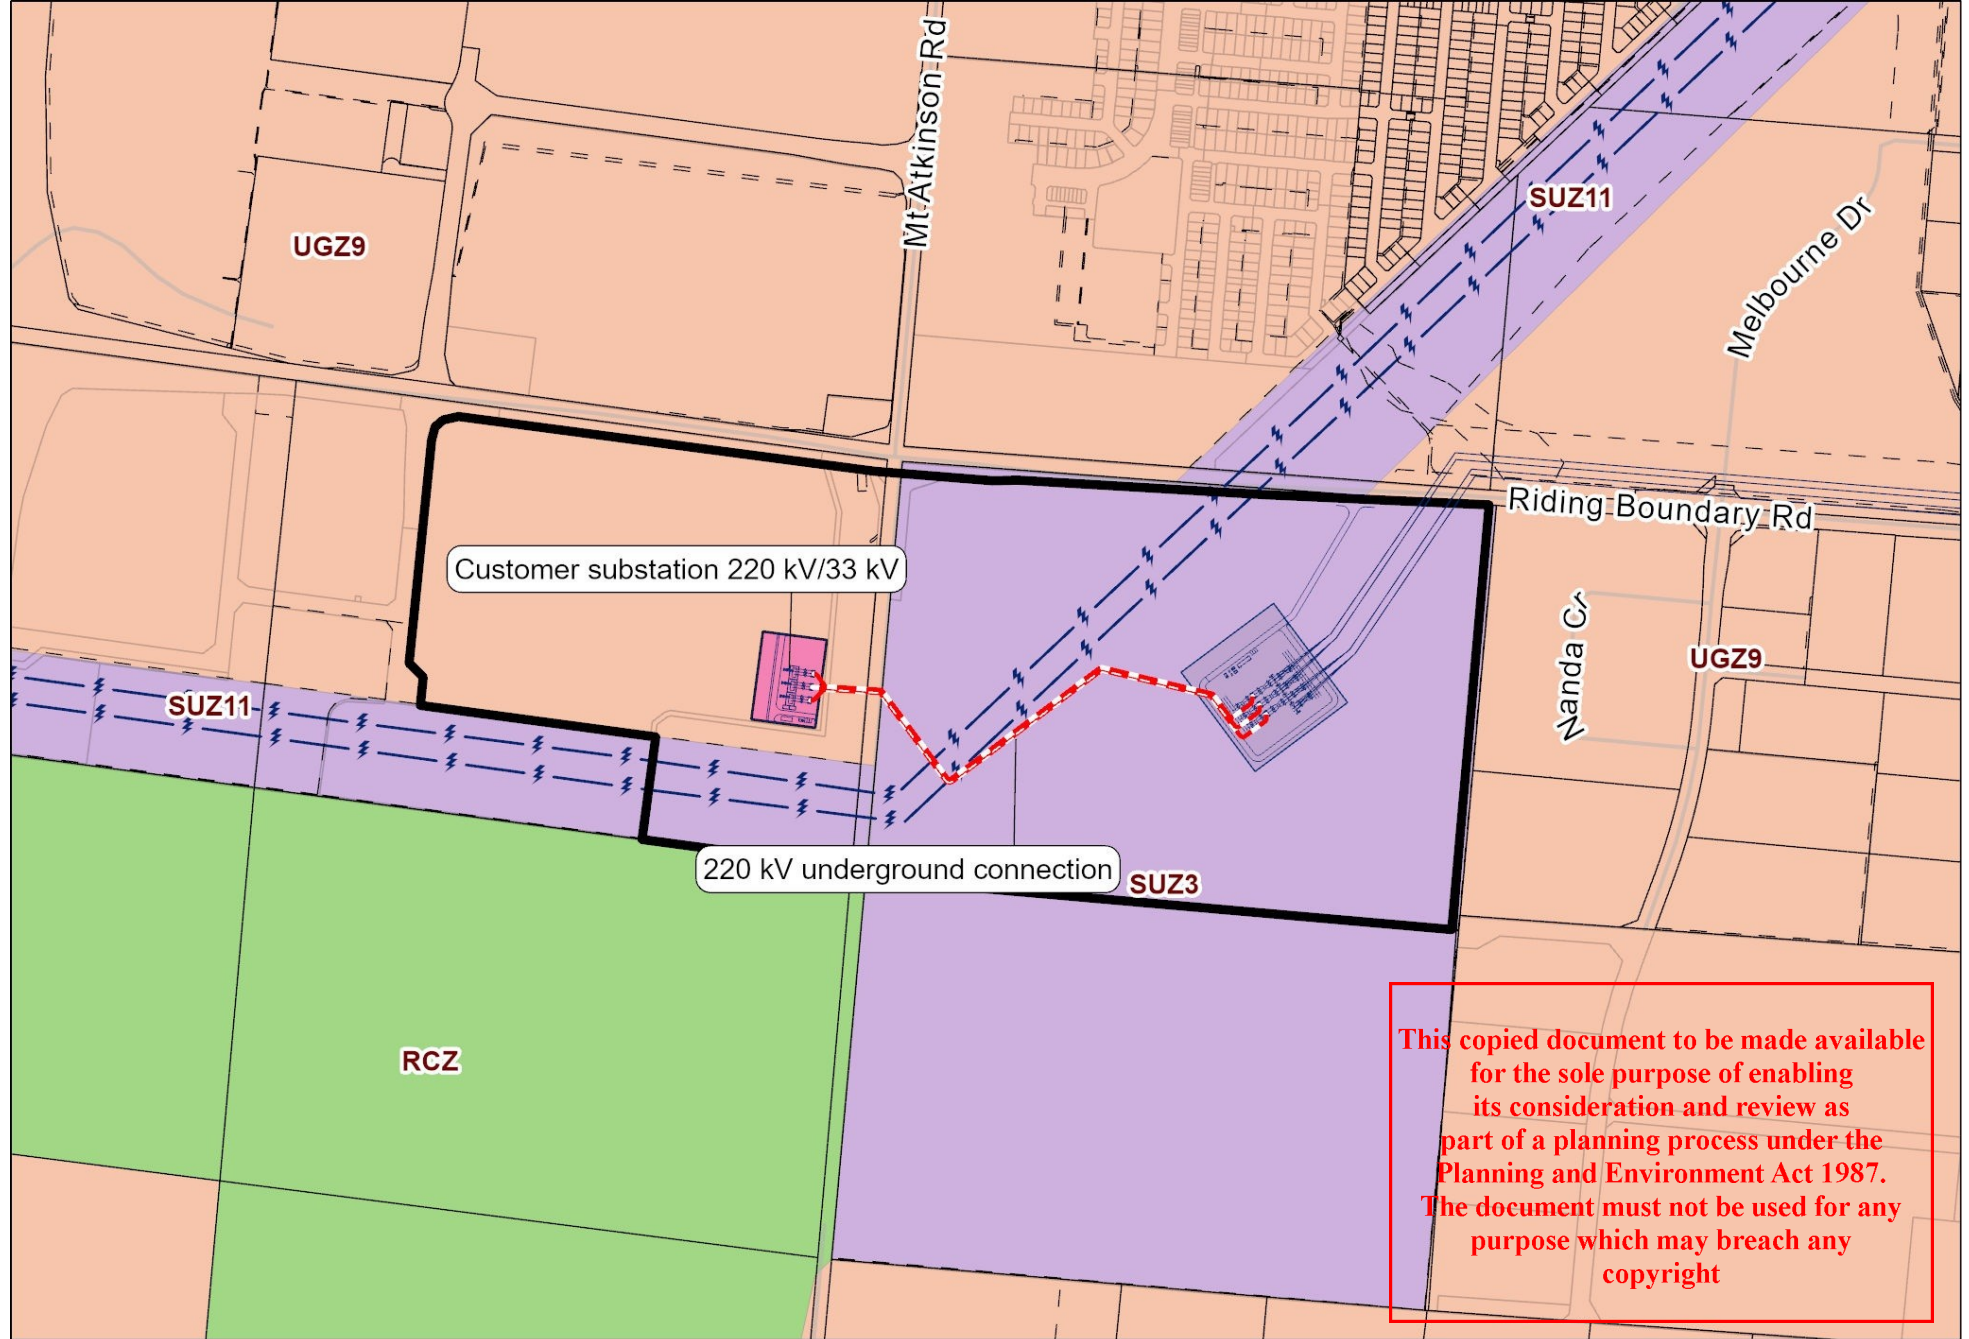 Mt Atkinson Rd
SUZ11
UGZ9
Melbourne Dr
Riding Boundary Rd
Customer substation 220 kV/33 kV
Nanda Cr
UGZ9
SUZ11
220 kV underground connection
SUZ3
RCZ
This copied document to be made available
for the sole purpose of enabling
its consideration and review as
part of a planning process under the
Planning and Environment Act 1987.
The document must not be used for any
purpose which may breach any
copyright